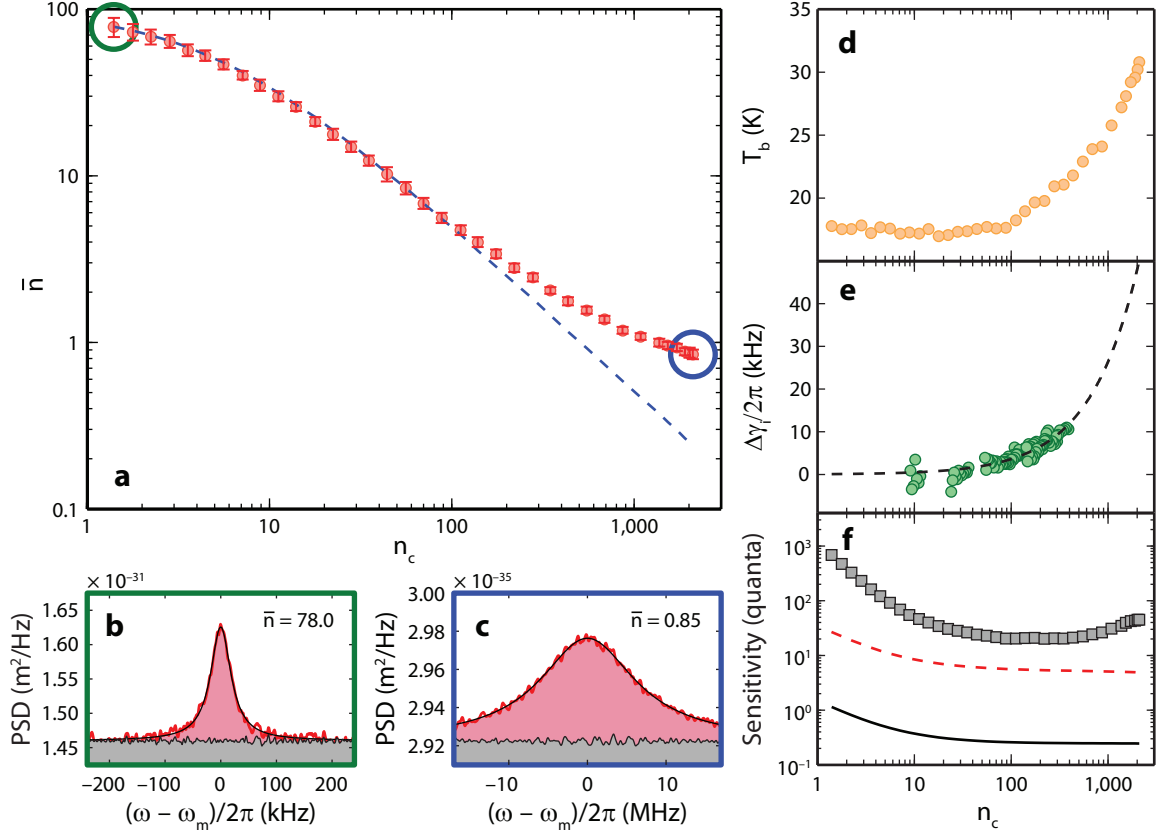 100
10
1
0.1
n̄
a
1
10
100
1,000
n_c
× 10⁻³¹
1.65
1.60
1.55
1.50
1.45
PSD (m²/Hz)
b
n̄ = 78.0
−200
−100
0
100
200
(ω − ω_m)/2π (kHz)
× 10⁻³⁵
3.00
2.98
2.96
2.94
2.92
PSD (m²/Hz)
c
n̄ = 0.85
−10
0
10
(ω − ω_m)/2π (MHz)
d
35
30
25
20
T_b (K)
e
40
30
20
10
0
Δγ_i/2π (kHz)
f
10³
10²
10¹
10⁰
10⁻¹
Sensitivity (quanta)
1
10
100
1,000
n_c